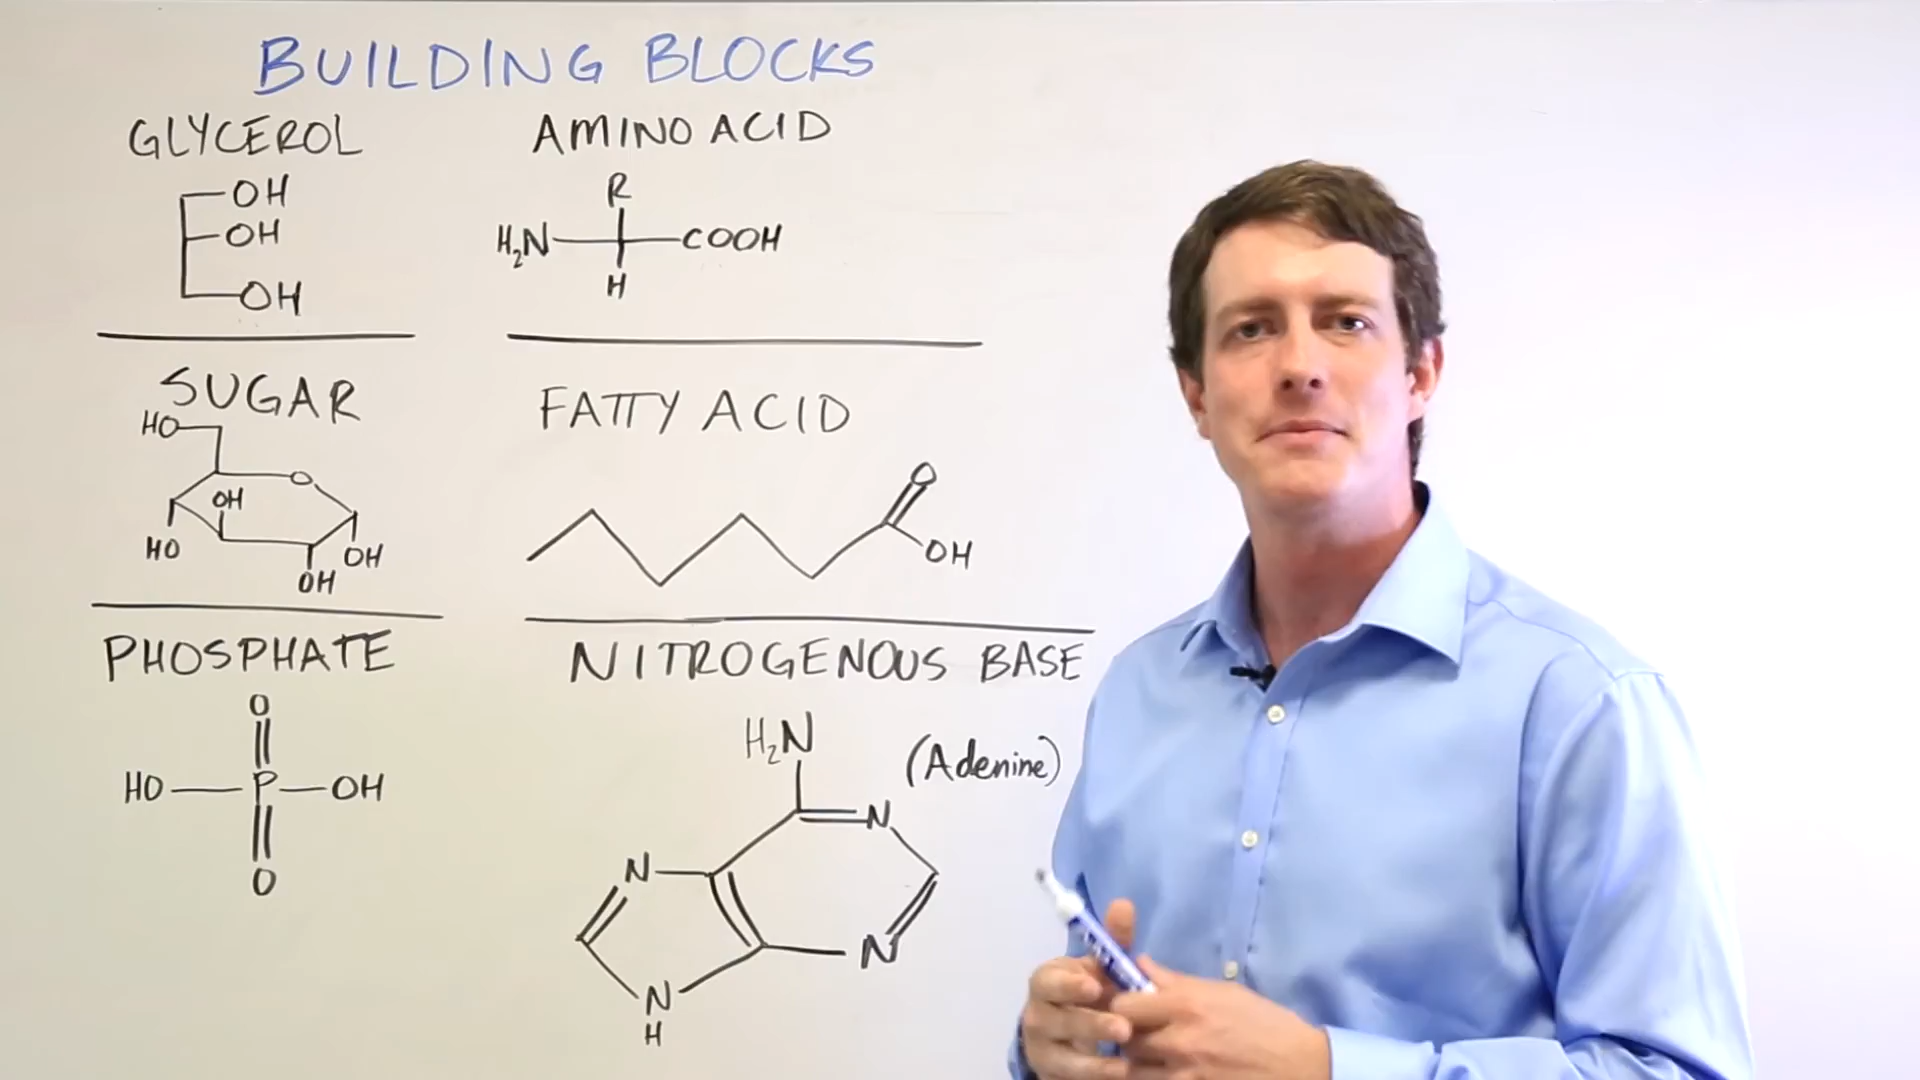 BUILDING BLOCKS
GLYCEROL
OH
OH
OH
AMINO ACID
R
H₂N COOH
H
SUGAR
HO
O
OH
HO
OH
OH
FATTY ACID
O
OH
PHOSPHATE
O
HO P OH
O
NITROGENOUS BASE
H₂N
(Adenine)
N
N
N
N
H